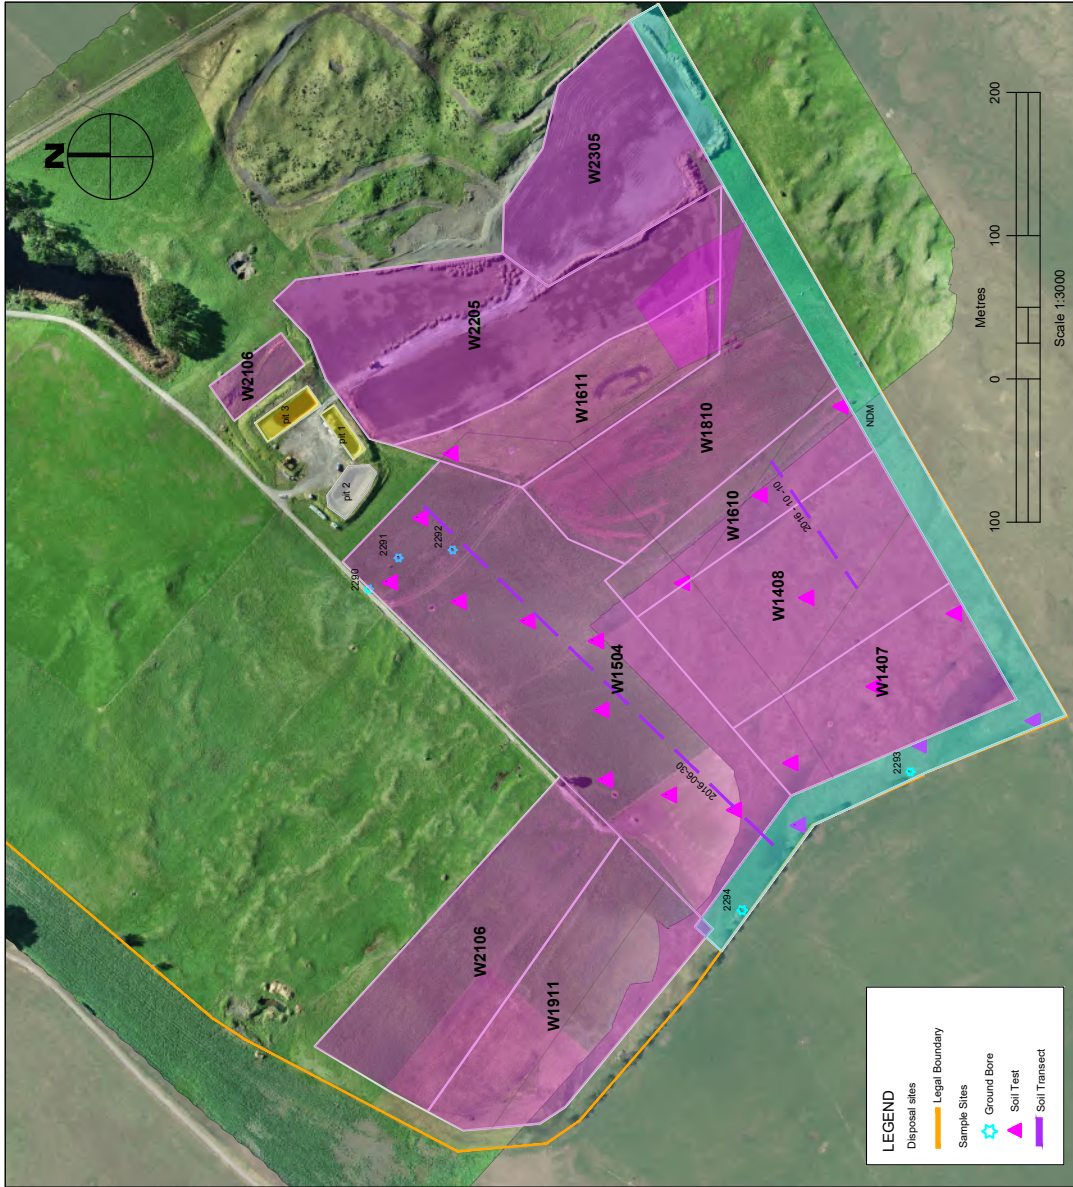 N
W2305
W2205
W2106
pit 3
pit 1
pit 2
W1611
W1810
2291
2292
2290
W1610
2016 - 10 -10
NDM
W1408
W1504
W1407
2016-06-30
2293
2294
W2106
W1911
200
100
0
100
Metres
Scale 1:3000
LEGEND
Disposal sites
Legal Boundary
Sample Sites
Ground Bore
Soil Test
Soil Transect